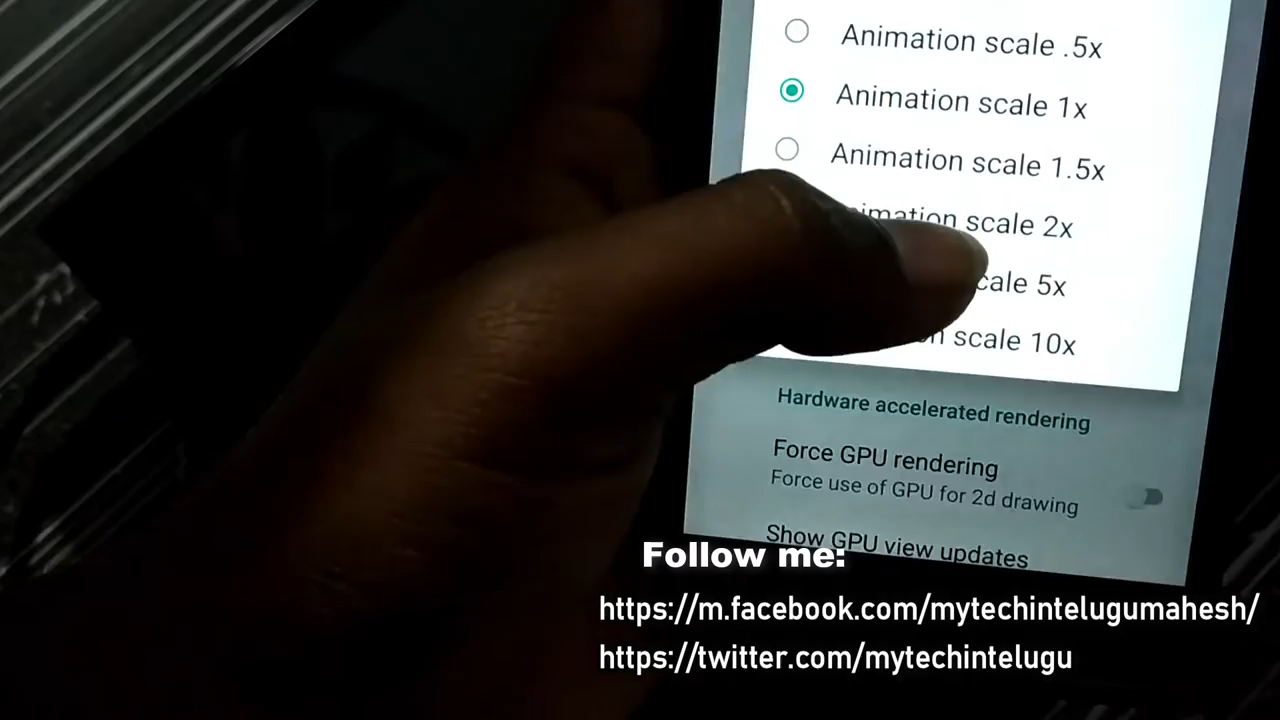 Animation scale .5x
Animation scale 1x
Animation scale 1.5x
scale 2x
5x
scale 10x
Hardware accelerated rendering
Force GPU rendering
Force use of GPU for 2d drawing
Show GPU view updates
Follow me:
https://m.facebook.com/mytechintelugumahesh/
https://twitter.com/mytechintelugu